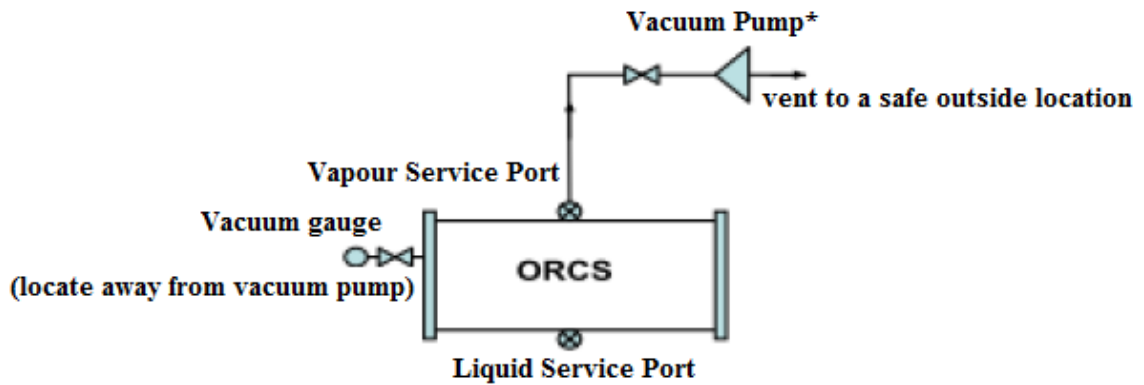 Vacuum Pump*
vent to a safe outside location
Vapour Service Port
Vacuum gauge
(locate away from vacuum pump)
ORCS
Liquid Service Port